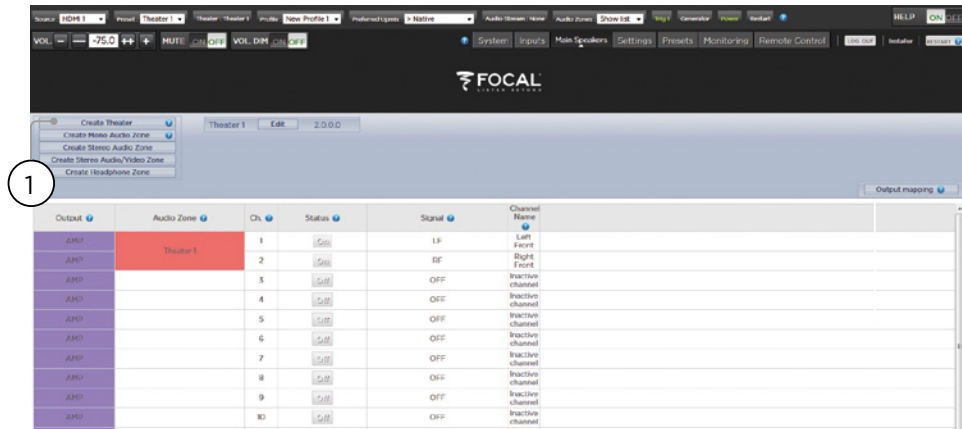 Source HDMI 1 Preset Theater 1 Theater : Theater 1 Profile New Profile 1 Preferred Upmix > Native Audio Stream : None Audio Zones Show list Trig 1 Generator Power Restart HELP ON OFF
VOL. -75.0 ++ + MUTE ON OFF VOL. DIM ON OFF System Inputs Main Speakers Settings Presets Monitoring Remote Control LOG OUT Installer RESTART
FOCAL
LISTEN BEYOND
Create Theater Theater 1 Edit 2.0.0.0
Create Mono Audio Zone
Create Stereo Audio Zone
Create Stereo Audio/Video Zone
Create Headphone Zone
1
Output mapping
Output Audio Zone Ch. Status Signal Channel Name
AMP Theater 1 1 On LF Left Front
AMP 2 On RF Right Front
AMP 3 Off OFF Inactive channel
AMP 4 Off OFF Inactive channel
AMP 5 Off OFF Inactive channel
AMP 6 Off OFF Inactive channel
AMP 7 Off OFF Inactive channel
AMP 8 Off OFF Inactive channel
AMP 9 Off OFF Inactive channel
AMP 10 Off OFF Inactive channel